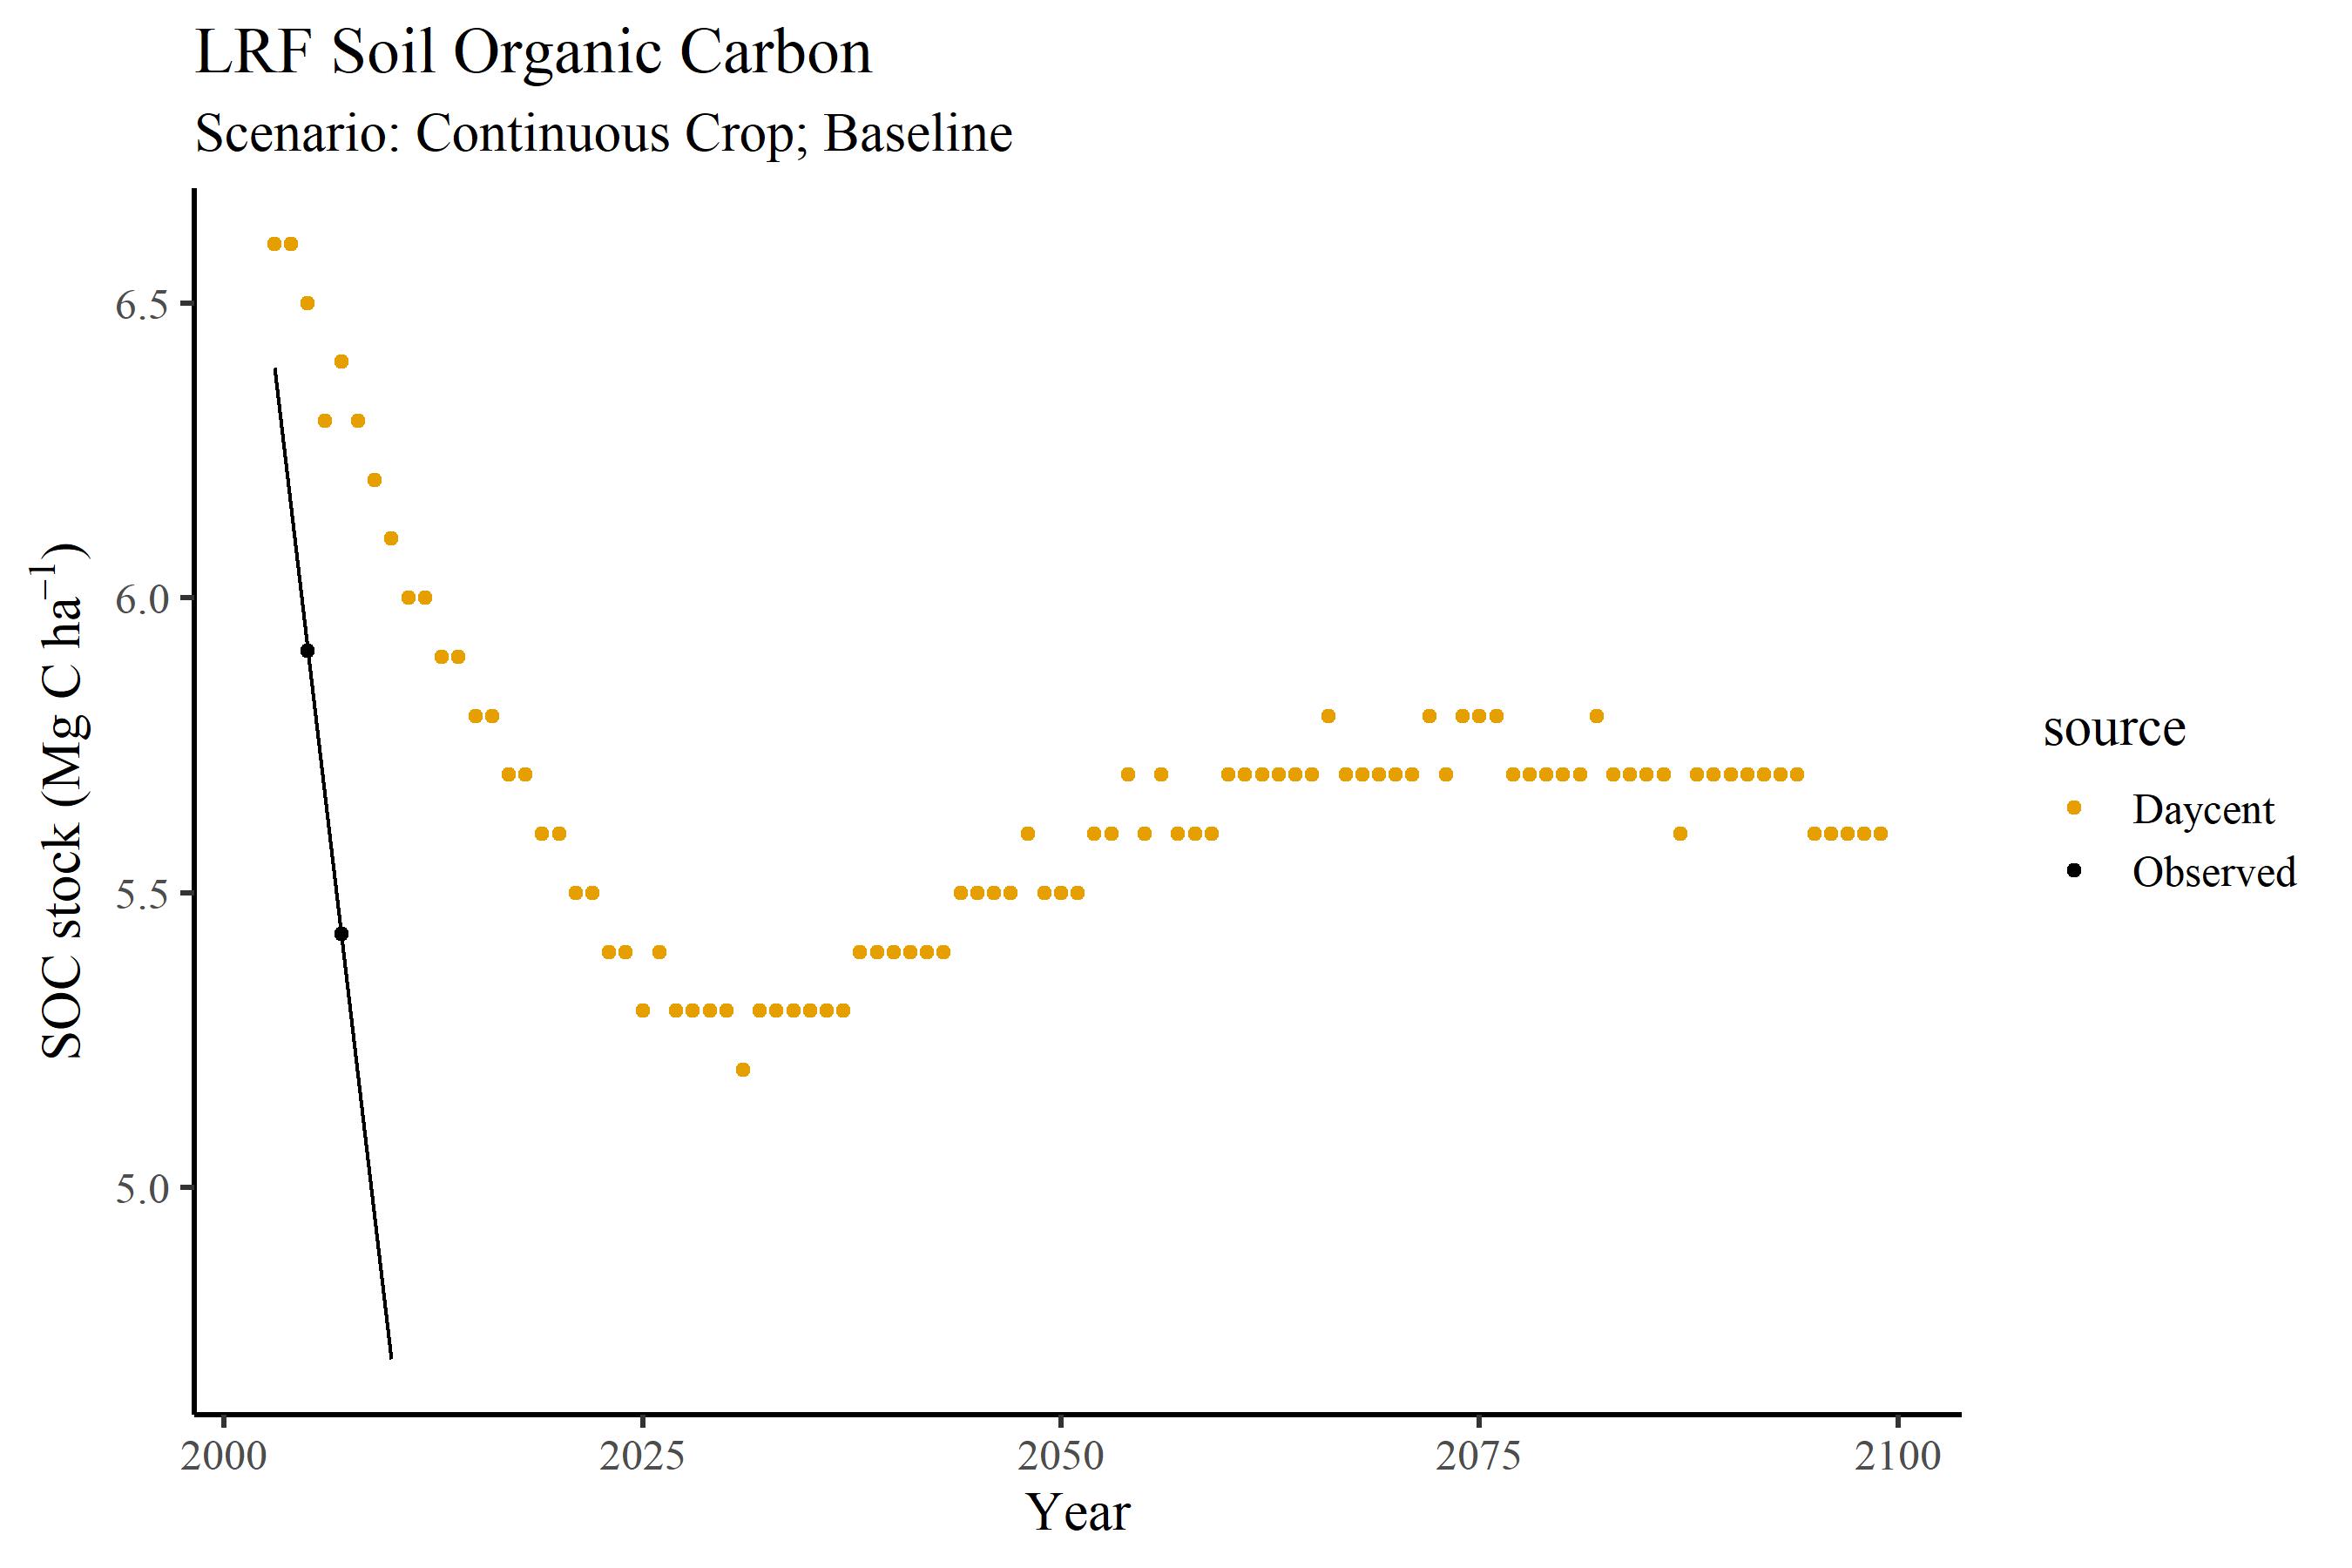 LRF Soil Organic Carbon
Scenario: Continuous Crop; Baseline
SOC stock (Mg C ha⁻¹)
6.5
6.0
5.5
5.0
2000 2025 2050 2075 2100
Year
source
Daycent
Observed